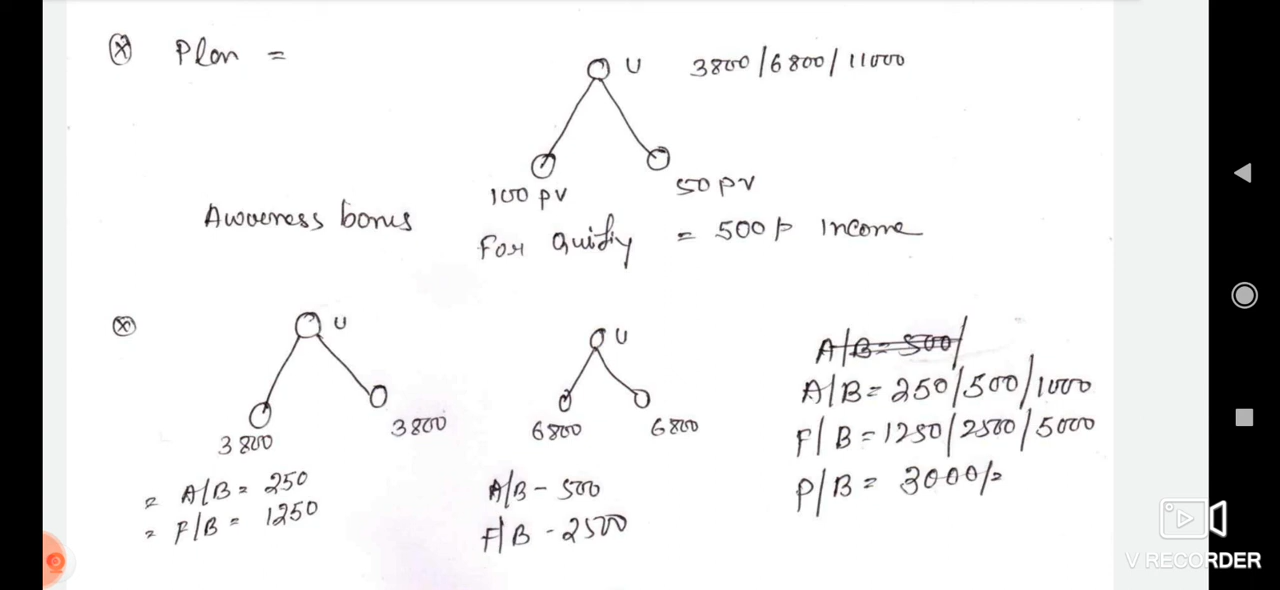 Plan =
U 3800/6800/11000
100 PV
50 PV
Awareness bonus
For quifiy = 500/- Income
U
3800
3800
= A/B = 250
= F/B = 1250
U
6800
6800
A/B - 500
F/B - 2500
A/B = 500/
A/B = 250/500/1000
F/B = 1250/2500/5000
P/B = 3000/-
V RECORDER